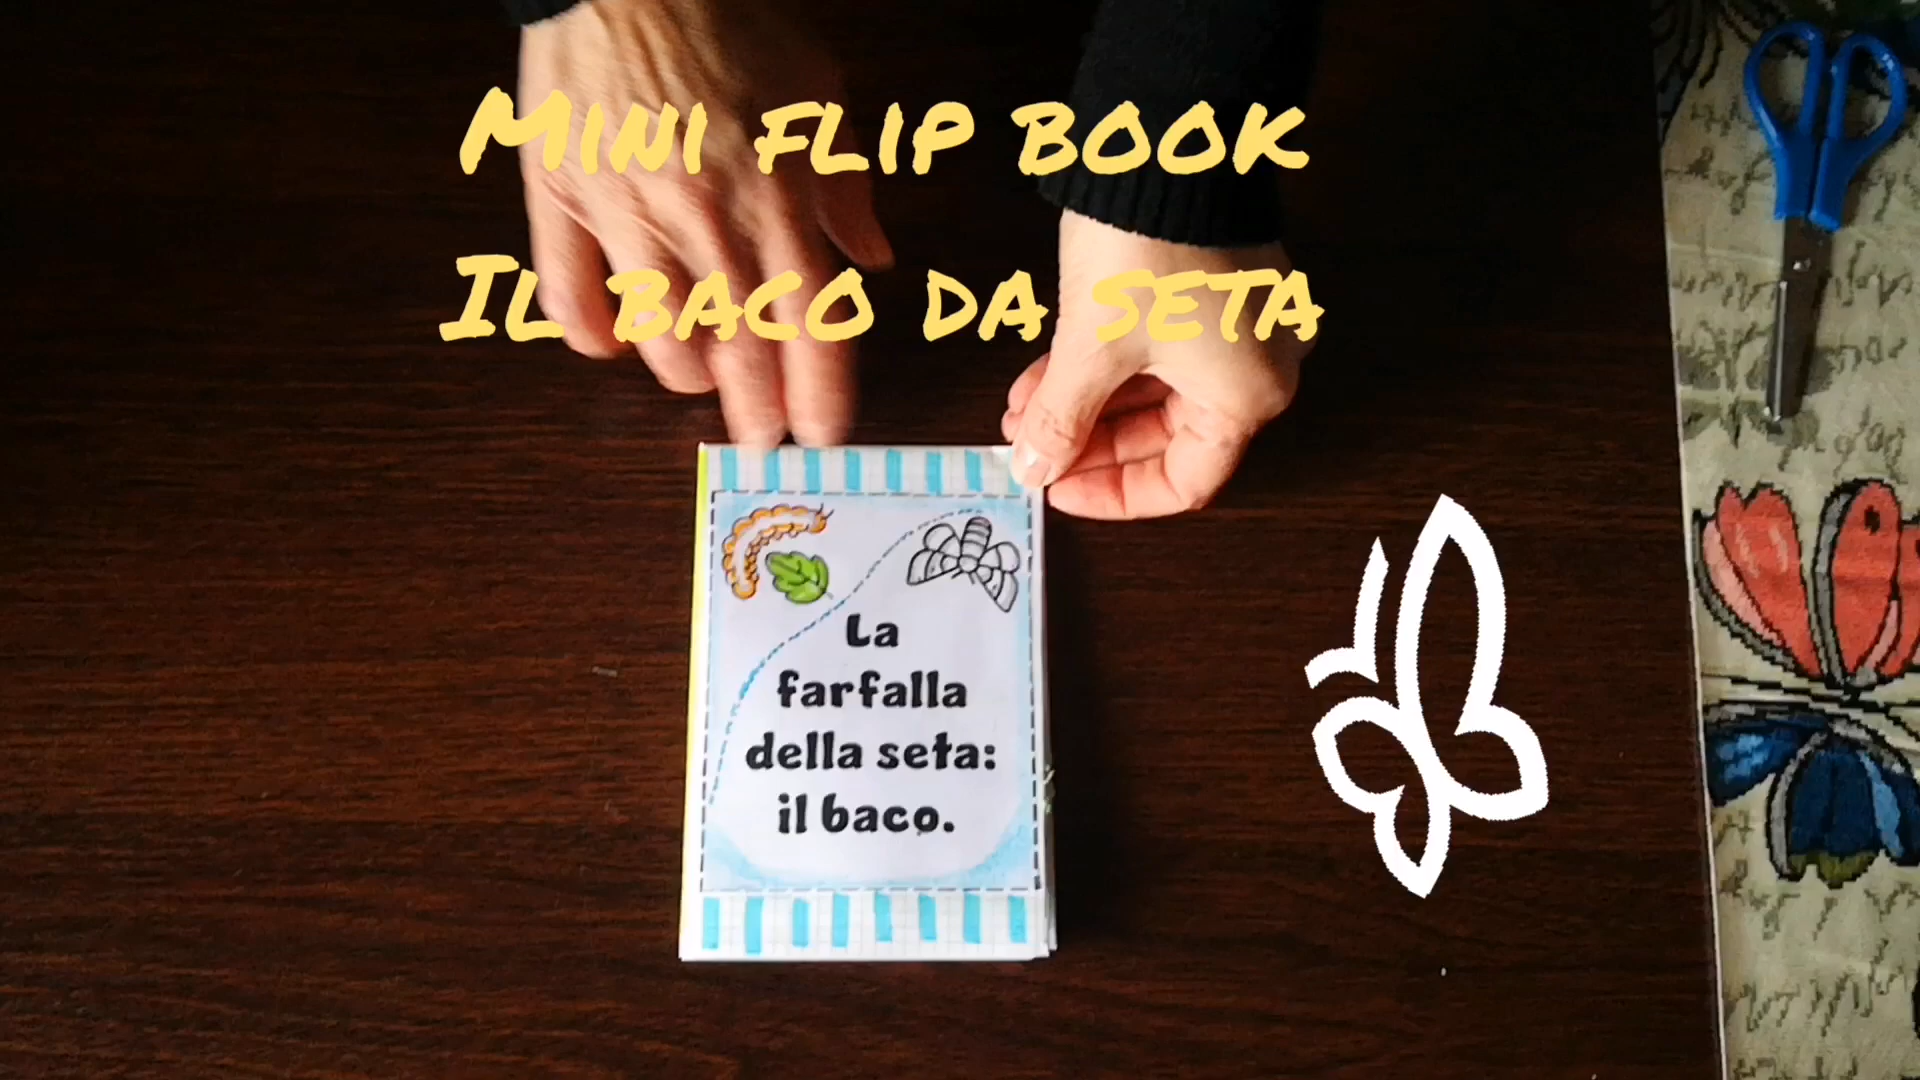 Mini flip book
Il baco da seta
La
farfalla
della seta:
il baco.